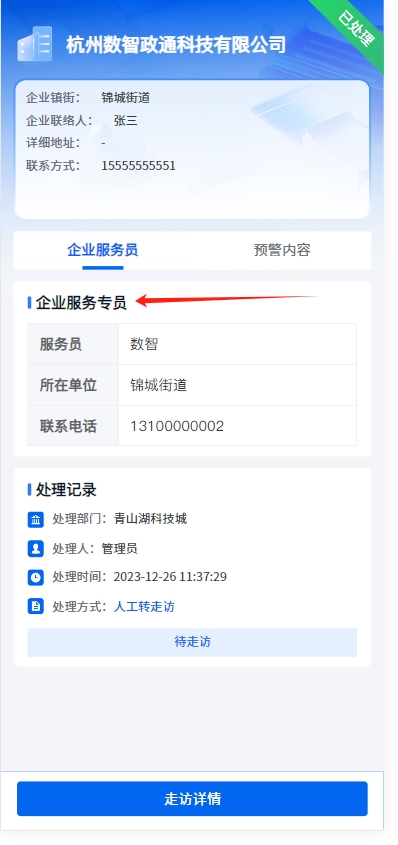 已处理
杭州数智政通科技有限公司
企业镇街： 锦城街道
企业联络人： 张三
详细地址： -
联系方式： 15555555551
企业服务员 预警内容
企业服务专员
服务员 数智
所在单位 锦城街道
联系电话 13100000002
处理记录
处理部门：青山湖科技城
处理人：管理员
处理时间：2023-12-26 11:37:29
处理方式：人工转走访
待走访
走访详情